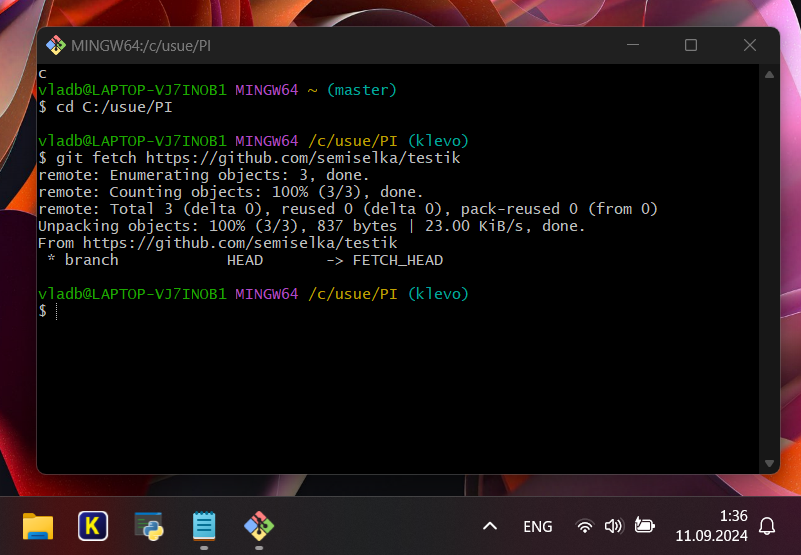 MINGW64:/c/usue/PI
c
vladb@LAPTOP-VJ7INOB1 MINGW64 ~ (master)
$ cd C:/usue/PI
vladb@LAPTOP-VJ7INOB1 MINGW64 /c/usue/PI (klevo)
$ git fetch https://github.com/semiselka/testik
remote: Enumerating objects: 3, done.
remote: Counting objects: 100% (3/3), done.
remote: Total 3 (delta 0), reused 0 (delta 0), pack-reused 0 (from 0)
Unpacking objects: 100% (3/3), 837 bytes | 23.00 KiB/s, done.
From https://github.com/semiselka/testik
 * branch            HEAD       -> FETCH_HEAD
vladb@LAPTOP-VJ7INOB1 MINGW64 /c/usue/PI (klevo)
$
K
ENG
1:36
11.09.2024